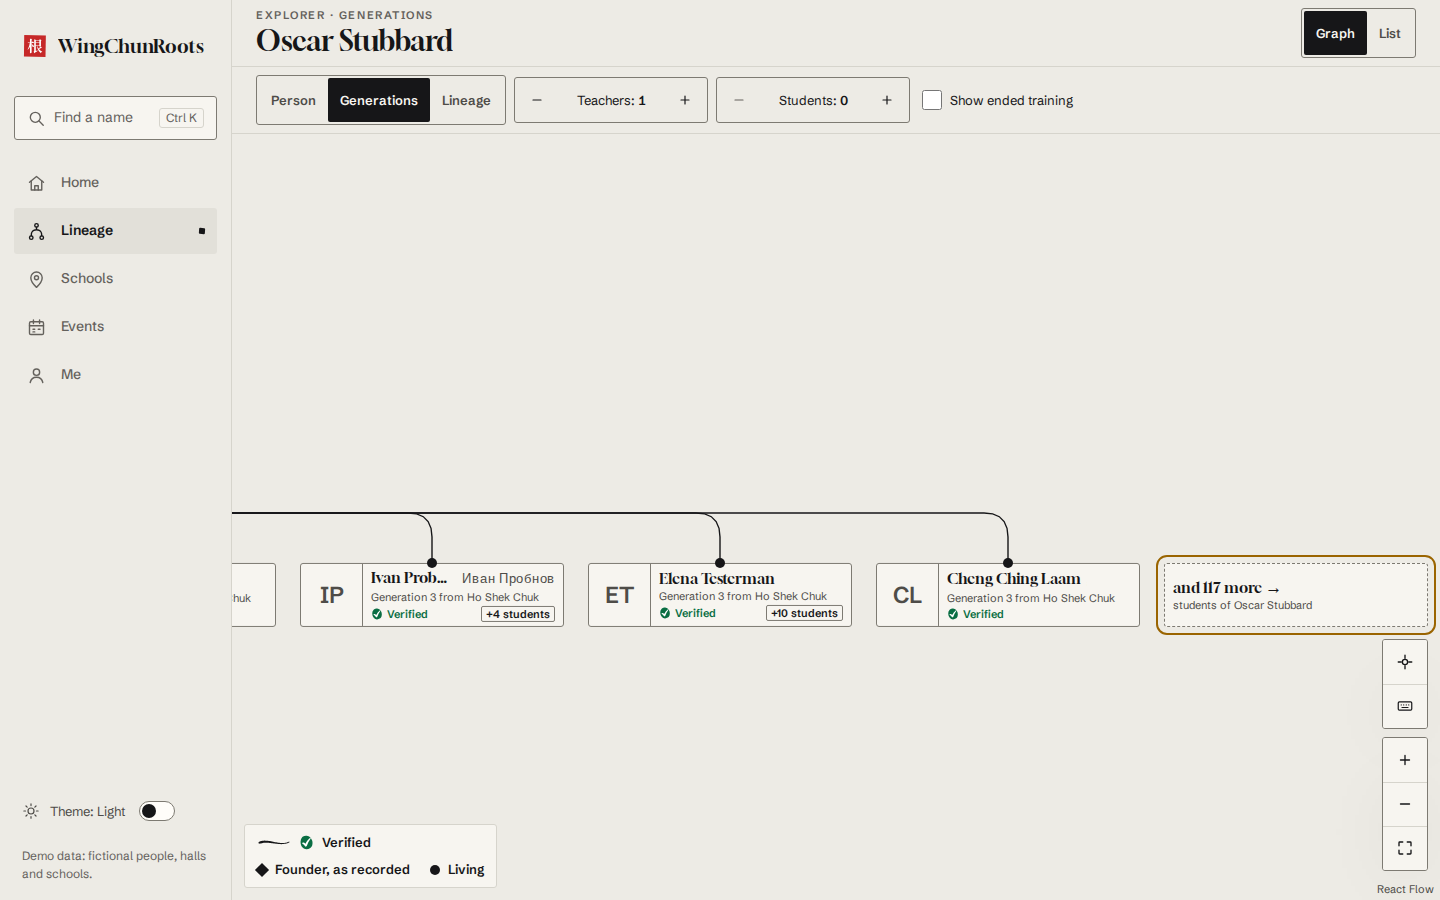 根 WingChunRoots
Find a name Ctrl K
Home
Lineage
Schools
Events
Me
Theme: Light
Demo data: fictional people, halls
and schools.
EXPLORER · GENERATIONS
Oscar Stubbard
Graph List
Person Generations Lineage
− Teachers: 1 +
− Students: 0 +
Show ended training
huk
IP
Ivan Prob... Иван Пробнов
Generation 3 from Ho Shek Chuk
Verified +4 students
ET
Elena Testerman
Generation 3 from Ho Shek Chuk
Verified +10 students
CL
Cheng Ching Laam
Generation 3 from Ho Shek Chuk
Verified
and 117 more →
students of Oscar Stubbard
Verified
Founder, as recorded Living
React Flow